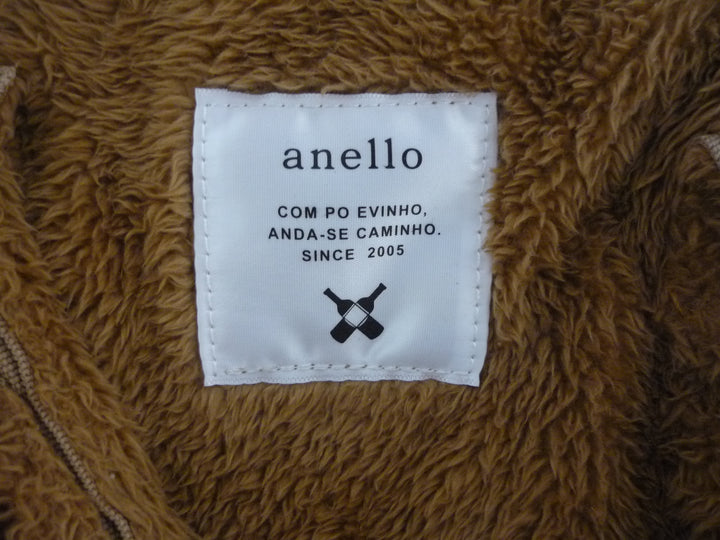 anello
COM PO EVINHO,
ANDA-SE CAMINHO.
SINCE 2005